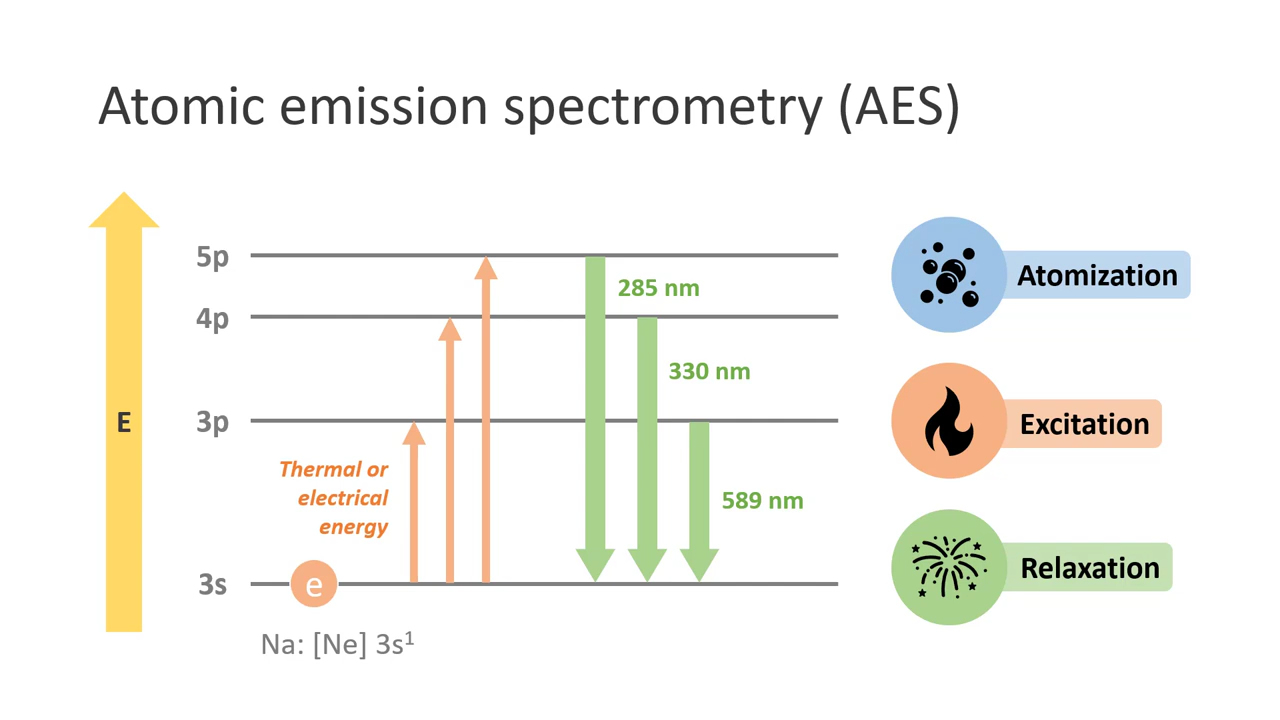 Atomic emission spectrometry (AES)
E
5p
4p
3p
3s
285 nm
330 nm
589 nm
Thermal or
electrical
energy
e
Na: [Ne] 3s¹
Atomization
Excitation
Relaxation